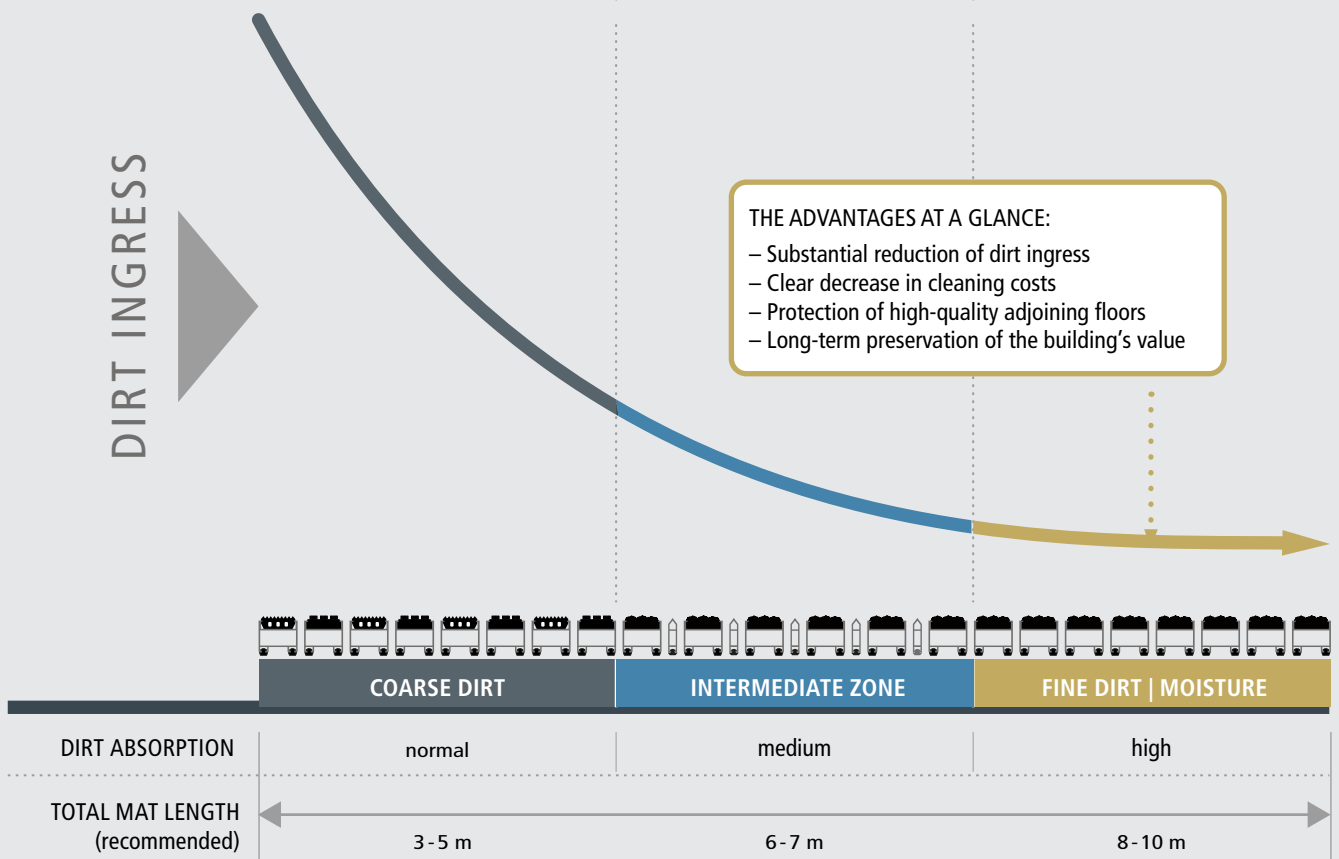 DIRT INGRESS
THE ADVANTAGES AT A GLANCE:
– Substantial reduction of dirt ingress
– Clear decrease in cleaning costs
– Protection of high-quality adjoining floors
– Long-term preservation of the building’s value
COARSE DIRT
INTERMEDIATE ZONE
FINE DIRT | MOISTURE
DIRT ABSORPTION
normal
medium
high
TOTAL MAT LENGTH
(recommended)
3 - 5 m
6 - 7 m
8 - 10 m